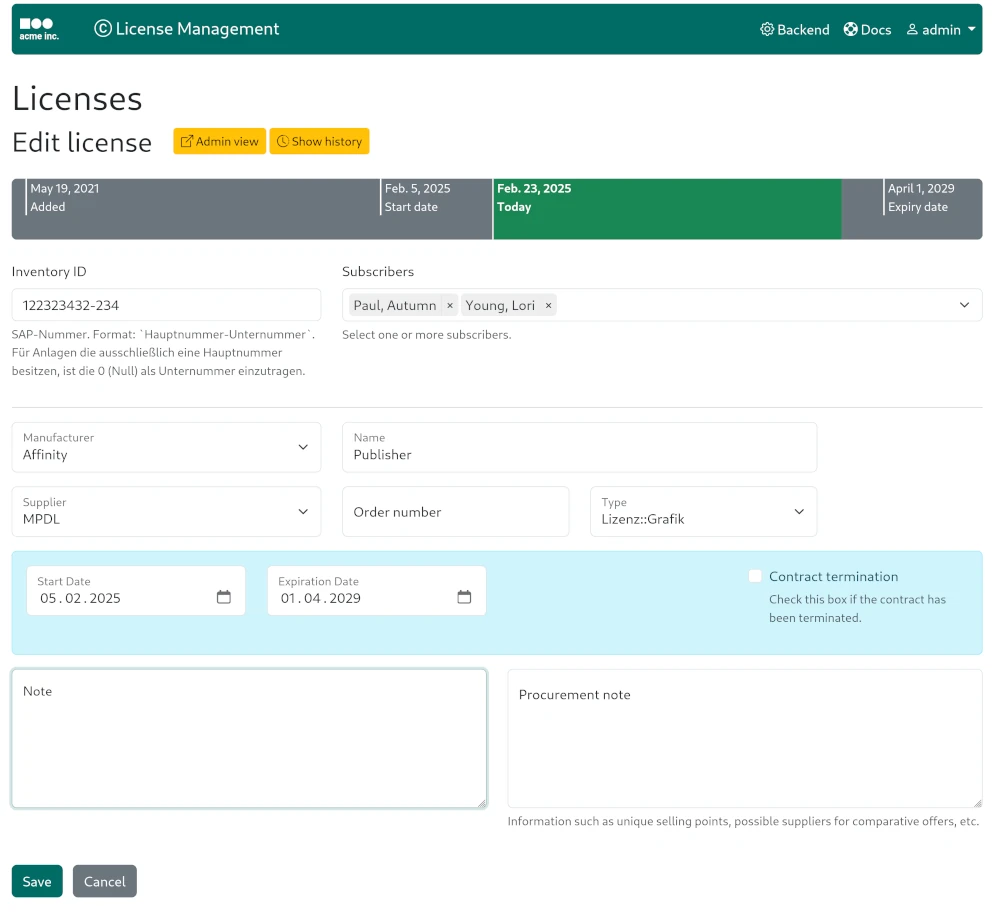 acme inc.
© License Management
Backend
Docs
admin
Licenses
Edit license
Admin view
Show history
May 19, 2021
Added
Feb. 5, 2025
Start date
Feb. 23, 2025
Today
April 1, 2029
Expiry date
Inventory ID
122323432-234
SAP-Nummer. Format: `Hauptnummer-Unternummer`.
Für Anlagen die ausschließlich eine Hauptnummer
besitzen, ist die 0 (Null) als Unternummer einzutragen.
Subscribers
Paul, Autumn × Young, Lori ×
Select one or more subscribers.
Manufacturer
Affinity
Name
Publisher
Supplier
MPDL
Order number
Type
Lizenz::Grafik
Start Date
05.02.2025
Expiration Date
01.04.2029
Contract termination
Check this box if the contract has
been terminated.
Note
Procurement note
Information such as unique selling points, possible suppliers for comparative offers, etc.
Save
Cancel